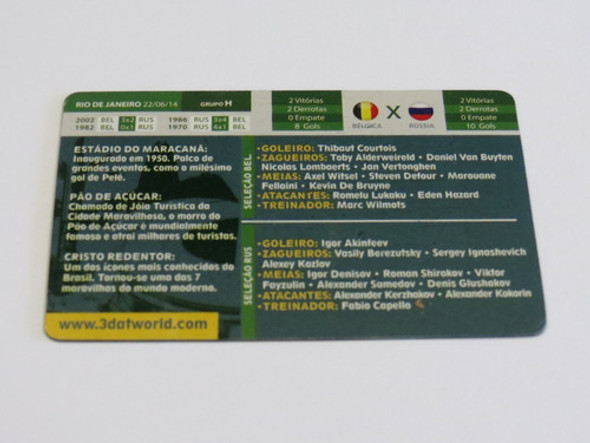 RIO DE JANEIRO 22/06/14 GRUPO H
2002 BEL 3x2 RUS 1986 RUS 3x4 BEL
1982 BEL 0x1 RUS 1970 RUS 4x1 BEL
2 Vitórias
2 Derrotas
0 Empate
8 Gols
BÉLGICA X RÚSSIA
2 Vitórias
2 Derrotas
0 Empate
10 Gols
ESTÁDIO DO MARACANÃ:
Inaugurado em 1950. Palco de
grandes eventos, como o milésimo
gol de Pelé.
PÃO DE AÇUCAR:
Chamado de Jóia Turística da
Cidade Maravilhosa, o morro do
Pão de Açúcar é mundialmente
famoso e atrai milhares de turistas.
CRISTO REDENTOR:
Um dos ícones mais conhecidos do
Brasil. Tornou-se uma das 7
maravilhas do mundo moderno.
www.3datworld.com
SELEÇÃO BEL
•GOLEIRO: Thibaut Courtois
•ZAGUEIROS: Toby Alderweireld • Daniel Van Buyten
Nicolas Lombaerts • Jan Vertonghen
•MEIAS: Axel Witsel • Steven Defour • Marouane
Fellaini • Kevin De Bruyne
•ATACANTES: Romelu Lukaku • Eden Hazard
•TREINADOR: Marc Wilmots
SELEÇÃO RUS
•GOLEIRO: Igor Akinfeev
•ZAGUEIROS: Vasily Berezutsky • Sergey Ignashevich
Alexey Kozlov
•MEIAS: Igor Denisov • Roman Shirokov • Viktor
Fayzulin • Alexander Samedov • Denis Glushakov
ATACANTES: Alexander Kerzhakov • Alexander Kokorin
•TREINADOR: Fabio Capello